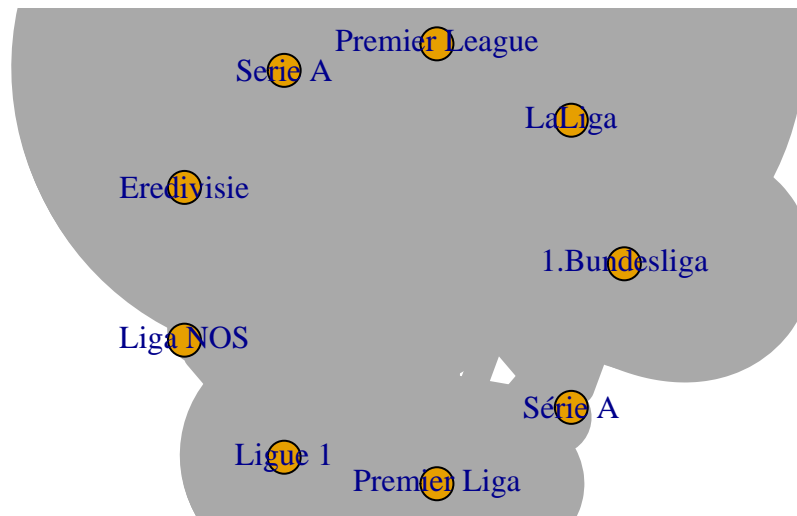 Premier League
Serie A
LaLiga
Eredivisie
1.Bundesliga
Liga NOS
Série A
Ligue 1
Premier Liga